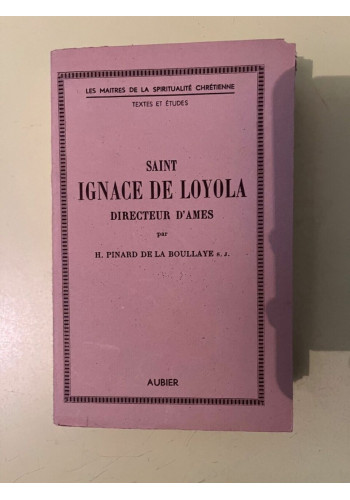 LES MAITRES DE LA SPIRITUALITÉ CHRÉTIENNE
TEXTES ET ÉTUDES
SAINT
IGNACE DE LOYOLA
DIRECTEUR D'AMES
par
H. PINARD DE LA BOULLAYE S. J.
AUBIER